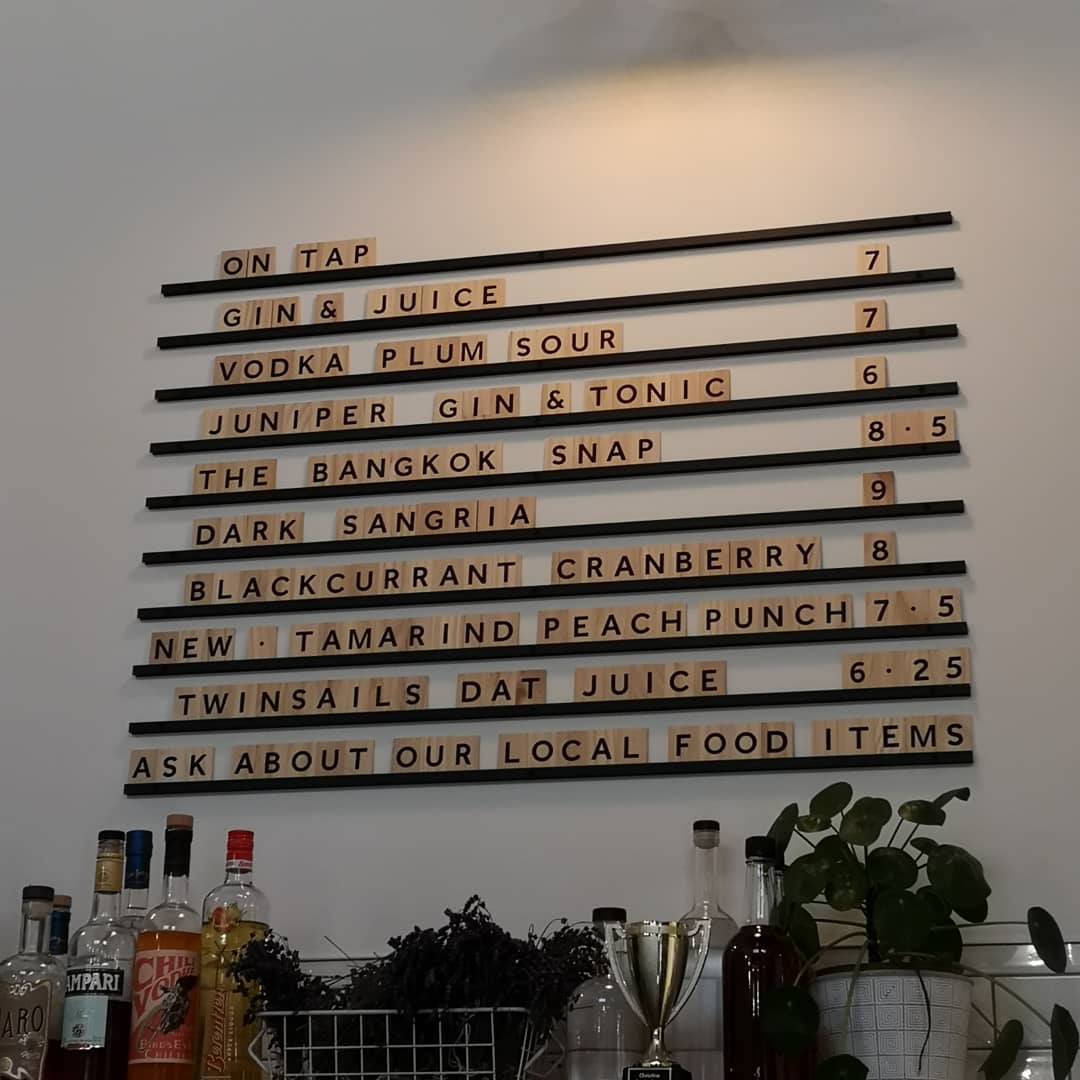 ON TAP
GIN & JUICE 7
VODKA PLUM SOUR 7
JUNIPER GIN & TONIC 6
THE BANGKOK SNAP 8·5
DARK SANGRIA 9
BLACKCURRANT CRANBERRY 8
NEW · TAMARIND PEACH PUNCH 7·5
TWINSAILS DAT JUICE 6·25
ASK ABOUT OUR LOCAL FOOD ITEMS
CHILI
VODKA